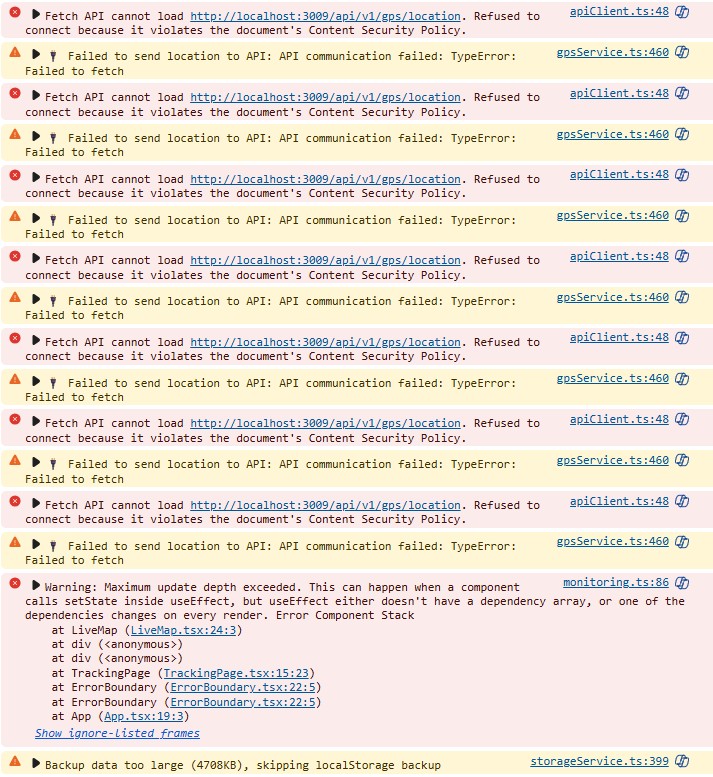 Fetch API cannot load http://localhost:3009/api/v1/gps/location. Refused to apiClient.ts:48
connect because it violates the document's Content Security Policy.
Failed to send location to API: API communication failed: TypeError: gpsService.ts:460
Failed to fetch
Fetch API cannot load http://localhost:3009/api/v1/gps/location. Refused to apiClient.ts:48
connect because it violates the document's Content Security Policy.
Failed to send location to API: API communication failed: TypeError: gpsService.ts:460
Failed to fetch
Fetch API cannot load http://localhost:3009/api/v1/gps/location. Refused to apiClient.ts:48
connect because it violates the document's Content Security Policy.
Failed to send location to API: API communication failed: TypeError: gpsService.ts:460
Failed to fetch
Fetch API cannot load http://localhost:3009/api/v1/gps/location. Refused to apiClient.ts:48
connect because it violates the document's Content Security Policy.
Failed to send location to API: API communication failed: TypeError: gpsService.ts:460
Failed to fetch
Fetch API cannot load http://localhost:3009/api/v1/gps/location. Refused to apiClient.ts:48
connect because it violates the document's Content Security Policy.
Failed to send location to API: API communication failed: TypeError: gpsService.ts:460
Failed to fetch
Fetch API cannot load http://localhost:3009/api/v1/gps/location. Refused to apiClient.ts:48
connect because it violates the document's Content Security Policy.
Failed to send location to API: API communication failed: TypeError: gpsService.ts:460
Failed to fetch
Fetch API cannot load http://localhost:3009/api/v1/gps/location. Refused to apiClient.ts:48
connect because it violates the document's Content Security Policy.
Failed to send location to API: API communication failed: TypeError: gpsService.ts:460
Failed to fetch
Warning: Maximum update depth exceeded. This can happen when a component monitoring.ts:86
calls setState inside useEffect, but useEffect either doesn't have a dependency array, or one of the
dependencies changes on every render. Error Component Stack
at LiveMap (LiveMap.tsx:24:3)
at div (<anonymous>)
at div (<anonymous>)
at TrackingPage (TrackingPage.tsx:15:23)
at ErrorBoundary (ErrorBoundary.tsx:22:5)
at ErrorBoundary (ErrorBoundary.tsx:22:5)
at App (App.tsx:19:3)
Show ignore-listed frames
Backup data too large (4708KB), skipping localStorage backup storageService.ts:399